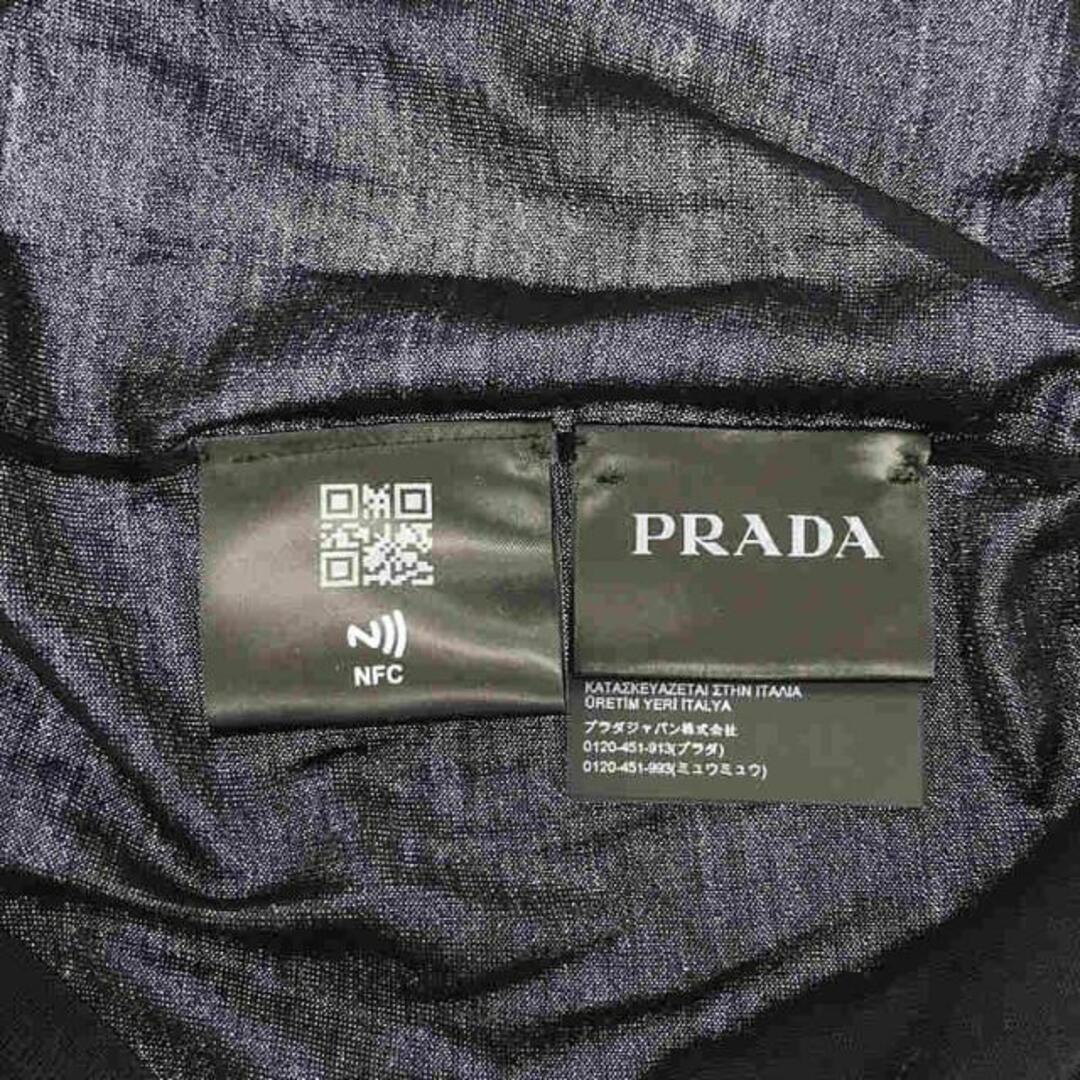 NFC
PRADA
ΚΑΤΑΣΚΕΥΑΖΕΤΑΙ ΣΤΗΝ ΙΤΑΛΙΑ
ÜRETİM YERİ İTALYA
プラダジャパン株式会社
0120-451-913(プラダ)
0120-451-993(ミュウミュウ)